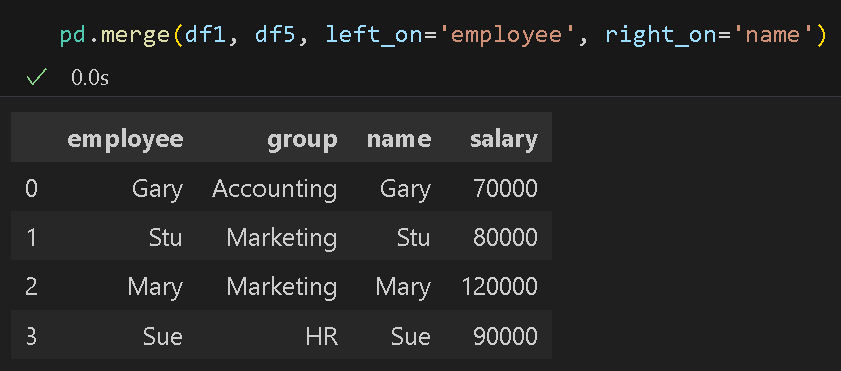 pd.merge(df1, df5, left_on='employee', right_on='name')
0.0s
employee group name salary
0 Gary Accounting Gary 70000
1 Stu Marketing Stu 80000
2 Mary Marketing Mary 120000
3 Sue HR Sue 90000